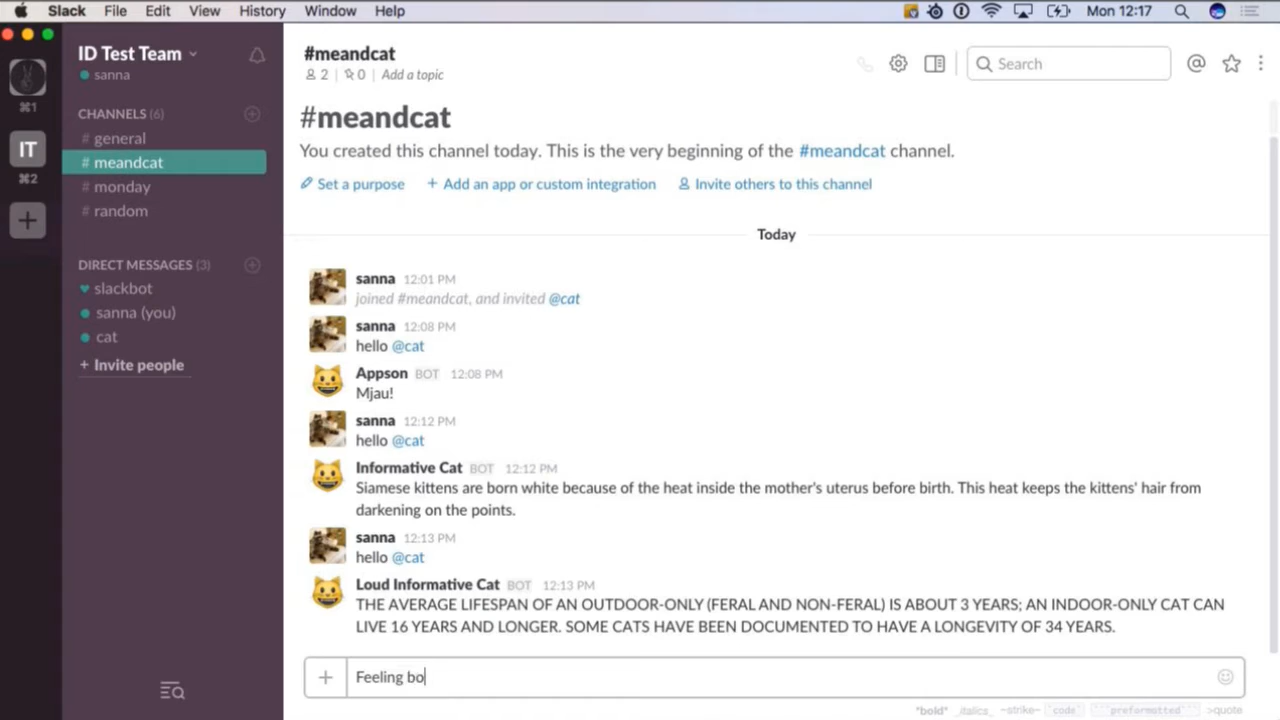 Slack File Edit View History Window Help Mon 12:17
ID Test Team
sanna
⌘1
IT
⌘2
CHANNELS (6)
# general
# meandcat
# monday
# random
DIRECT MESSAGES (3)
slackbot
sanna (you)
cat
+ Invite people
#meandcat
2 | 0 | Add a topic
Search
#meandcat
You created this channel today. This is the very beginning of the #meandcat channel.
Set a purpose + Add an app or custom integration Invite others to this channel
Today
sanna 12:01 PM
joined #meandcat, and invited @cat
sanna 12:08 PM
hello @cat
Appson BOT 12:08 PM
Mjau!
sanna 12:12 PM
hello @cat
Informative Cat BOT 12:12 PM
Siamese kittens are born white because of the heat inside the mother's uterus before birth. This heat keeps the kittens' hair from
darkening on the points.
sanna 12:13 PM
hello @cat
Loud Informative Cat BOT 12:13 PM
THE AVERAGE LIFESPAN OF AN OUTDOOR-ONLY (FERAL AND NON-FERAL) IS ABOUT 3 YEARS; AN INDOOR-ONLY CAT CAN
LIVE 16 YEARS AND LONGER. SOME CATS HAVE BEEN DOCUMENTED TO HAVE A LONGEVITY OF 34 YEARS.
Feeling bo
*bold* _italics_ ~strike~ `code` ```preformatted``` >quote